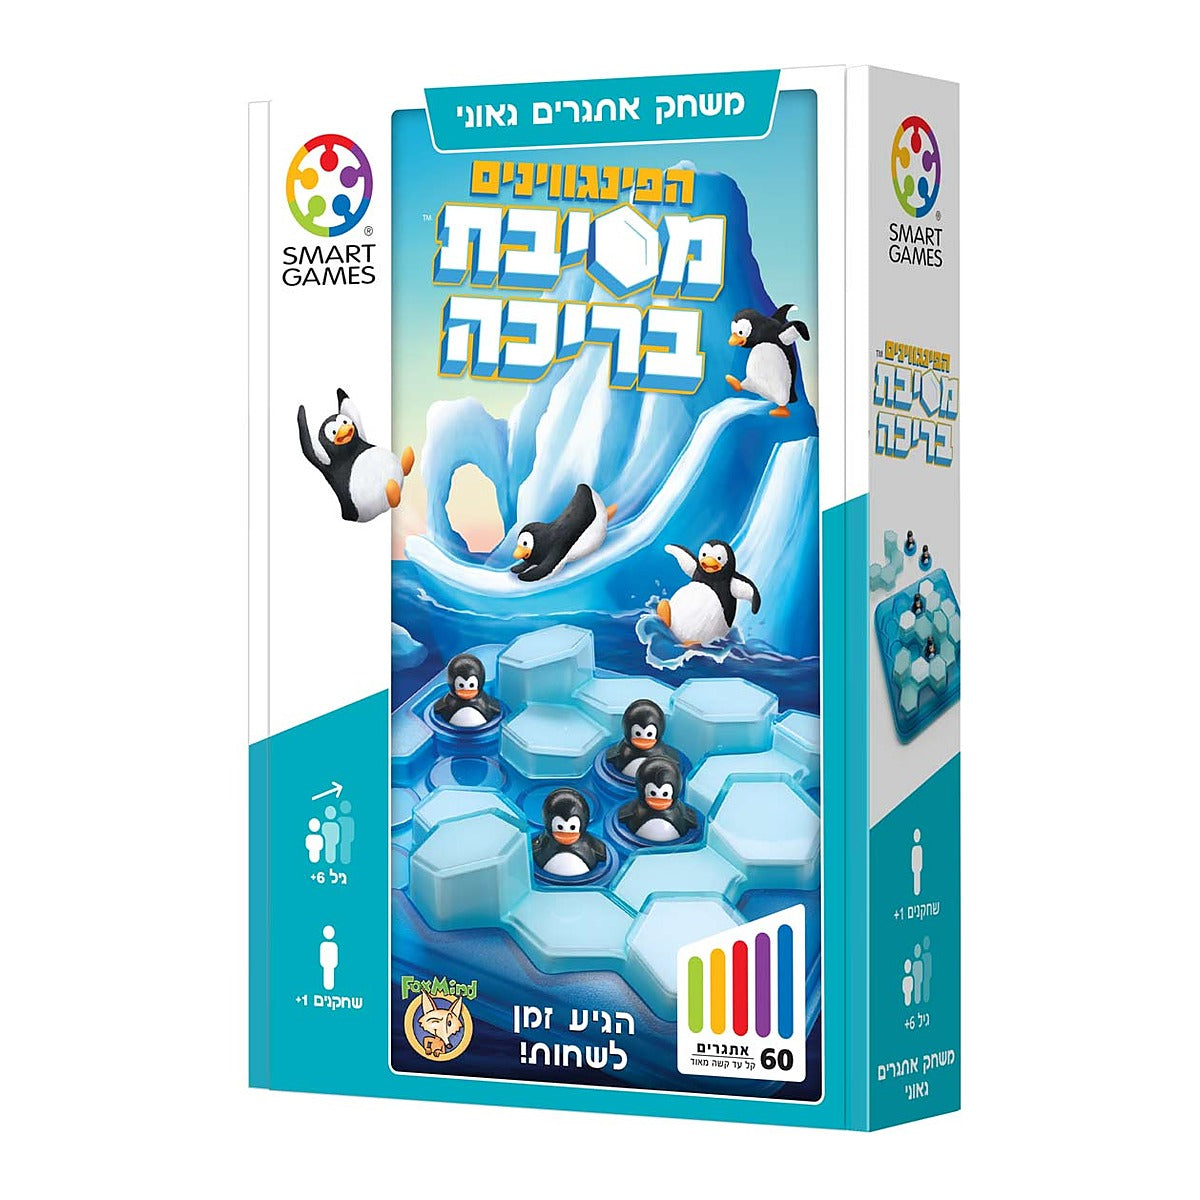 משחק אתגרים גאוני
הפינגווינים
מסיבת
™
בריכה
®
SMART
GAMES
גיל 6+
שחקנים 1+
FoxMind
הגיע זמן
לשחות!
60 אתגרים
קל עד קשה מאוד
®
SMART
GAMES
הפינגווינים
™
מסיבת
בריכה
שחקנים 1+
גיל 6+
משחק אתגרים
גאוני